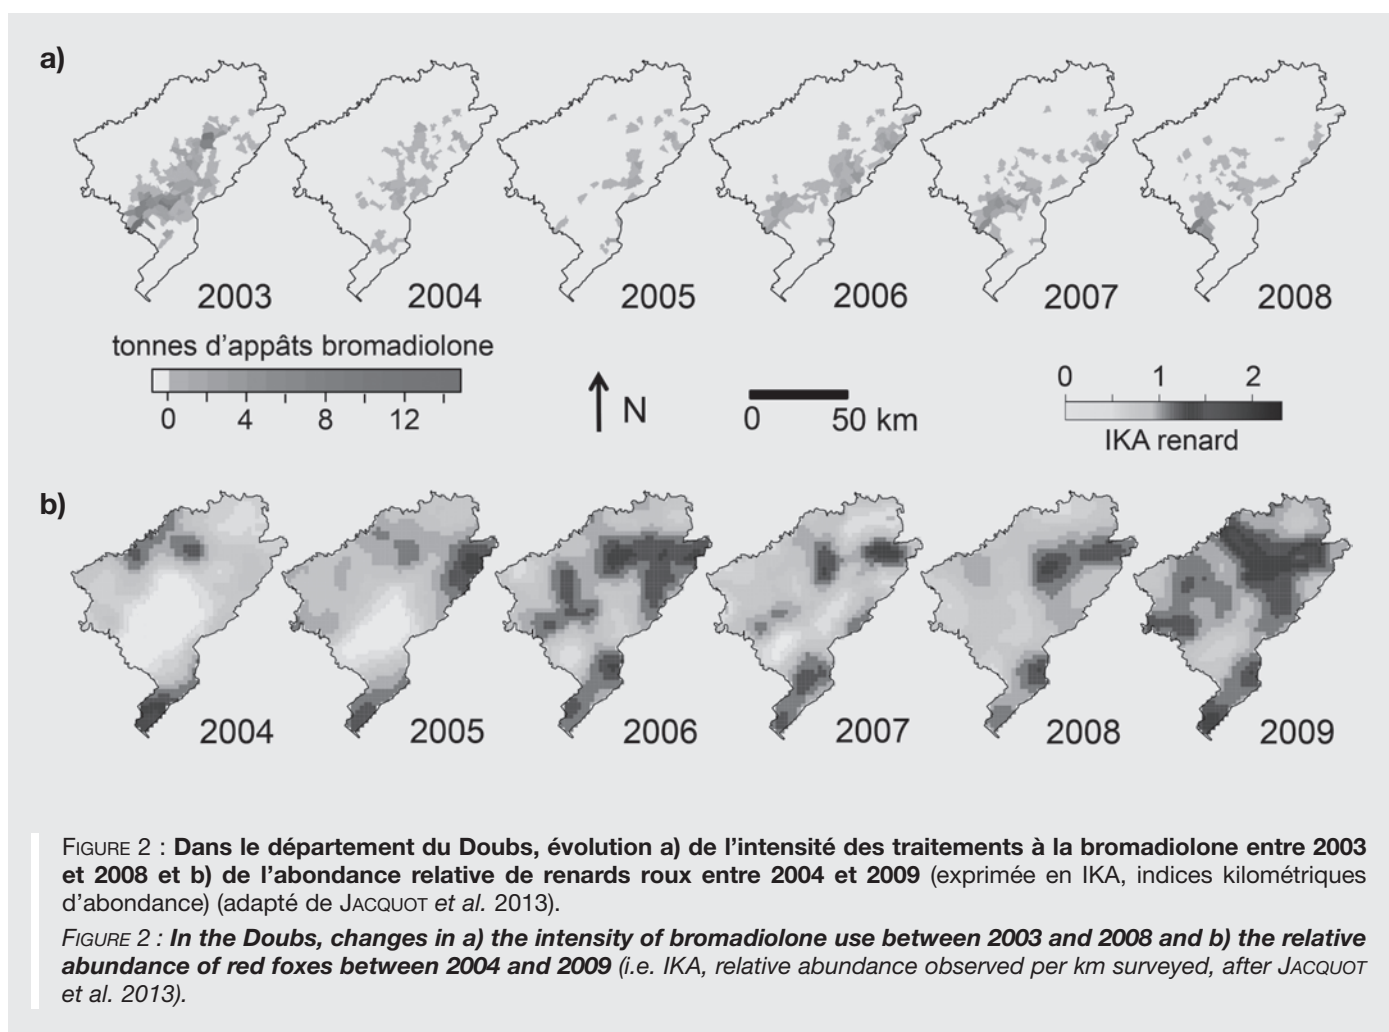 a)
2003
2004
2005
2006
2007
2008
tonnes d'appâts bromadiolone
0 4 8 12
N
0 50 km
0 1 2
IKA renard
b)
2004
2005
2006
2007
2008
2009
FIGURE 2 : Dans le département du Doubs, évolution a) de l'intensité des traitements à la bromadiolone entre 2003
et 2008 et b) de l'abondance relative de renards roux entre 2004 et 2009 (exprimée en IKA, indices kilométriques
d'abondance) (adapté de JACQUOT et al. 2013).
FIGURE 2 : In the Doubs, changes in a) the intensity of bromadiolone use between 2003 and 2008 and b) the relative
abundance of red foxes between 2004 and 2009 (i.e. IKA, relative abundance observed per km surveyed, after JACQUOT
et al. 2013).